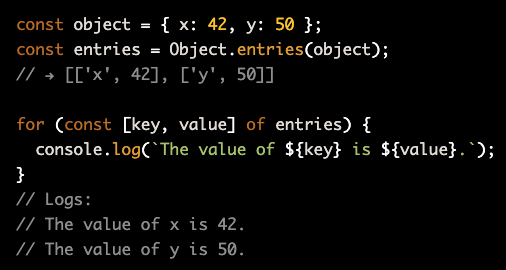 const object = { x: 42, y: 50 };
const entries = Object.entries(object);
// → [['x', 42], ['y', 50]]

for (const [key, value] of entries) {
  console.log(`The value of ${key} is ${value}.`);
}
// Logs:
// The value of x is 42.
// The value of y is 50.